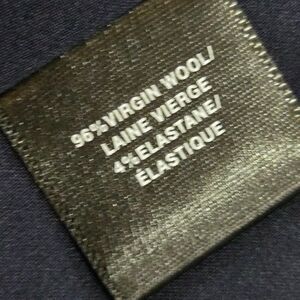 96% VIRGIN WOOL/
LAINE VIERGE
4% ELASTANE/
ÉLASTIQUE